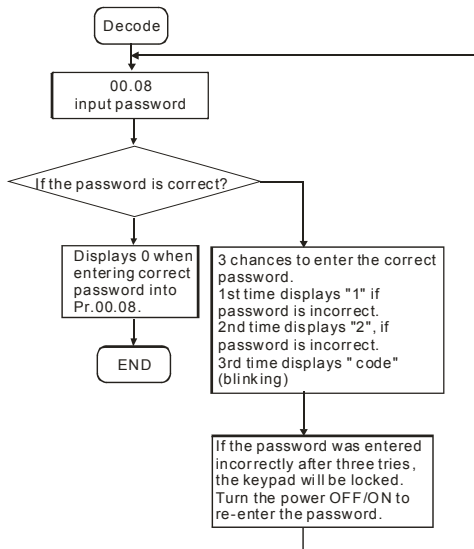 Decode
00.08
input password
If the password is correct?
Displays 0 when
entering correct
password into
Pr.00.08.
END
3 chances to enter the correct
password.
1st time displays "1" if
password is incorrect.
2nd time displays "2", if
password is incorrect.
3rd time displays " code"
(blinking)
If the password was entered
incorrectly after three tries,
the keypad will be locked.
Turn the power OFF/ON to
re-enter the password.